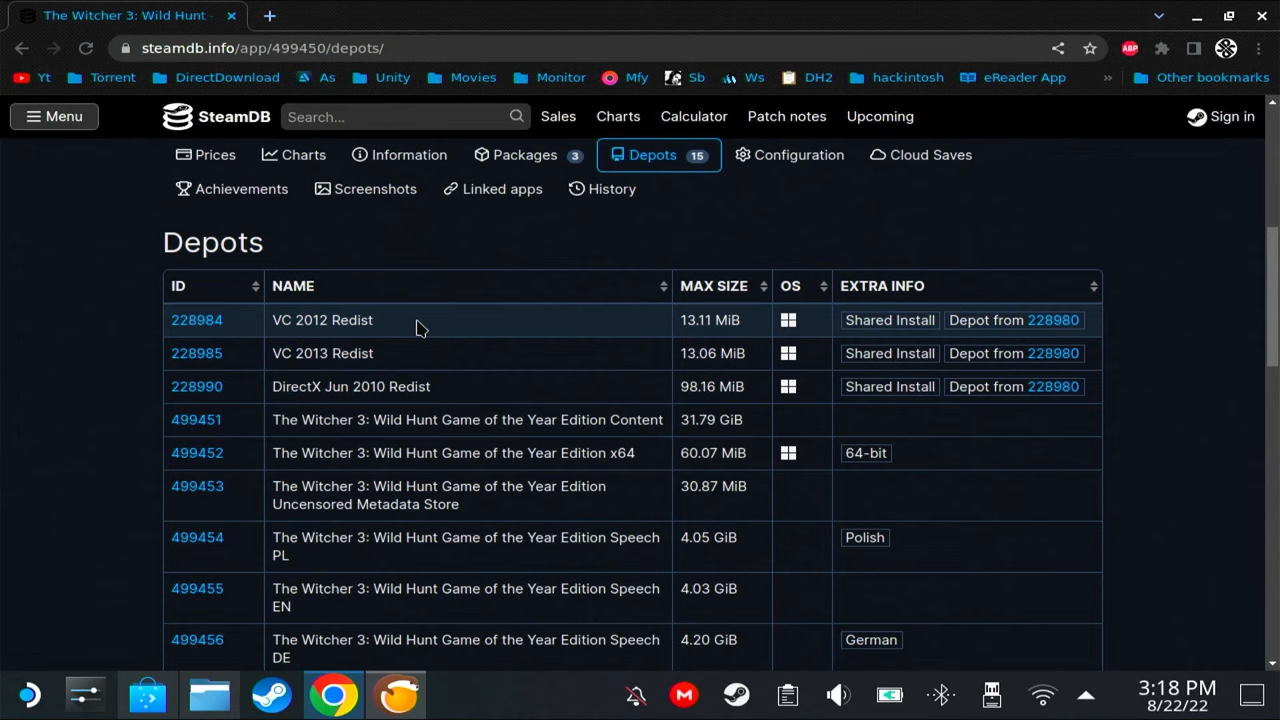 The Witcher 3: Wild Hunt -
steamdb.info/app/499450/depots/
ABP
Yt Torrent DirectDownload As Unity Movies Monitor Mfy Sb Ws DH2 hackintosh eReader App » Other bookmarks
Menu SteamDB Search... Sales Charts Calculator Patch notes Upcoming Sign in
Prices Charts Information Packages 3 Depots 15 Configuration Cloud Saves
Achievements Screenshots Linked apps History
Depots
ID NAME MAX SIZE OS EXTRA INFO
228984 VC 2012 Redist 13.11 MiB Shared Install Depot from 228980
228985 VC 2013 Redist 13.06 MiB Shared Install Depot from 228980
228990 DirectX Jun 2010 Redist 98.16 MiB Shared Install Depot from 228980
499451 The Witcher 3: Wild Hunt Game of the Year Edition Content 31.79 GiB
499452 The Witcher 3: Wild Hunt Game of the Year Edition x64 60.07 MiB 64-bit
499453 The Witcher 3: Wild Hunt Game of the Year Edition 30.87 MiB
Uncensored Metadata Store
499454 The Witcher 3: Wild Hunt Game of the Year Edition Speech 4.05 GiB Polish
PL
499455 The Witcher 3: Wild Hunt Game of the Year Edition Speech 4.03 GiB
EN
499456 The Witcher 3: Wild Hunt Game of the Year Edition Speech 4.20 GiB German
DE
M
3:18 PM
8/22/22